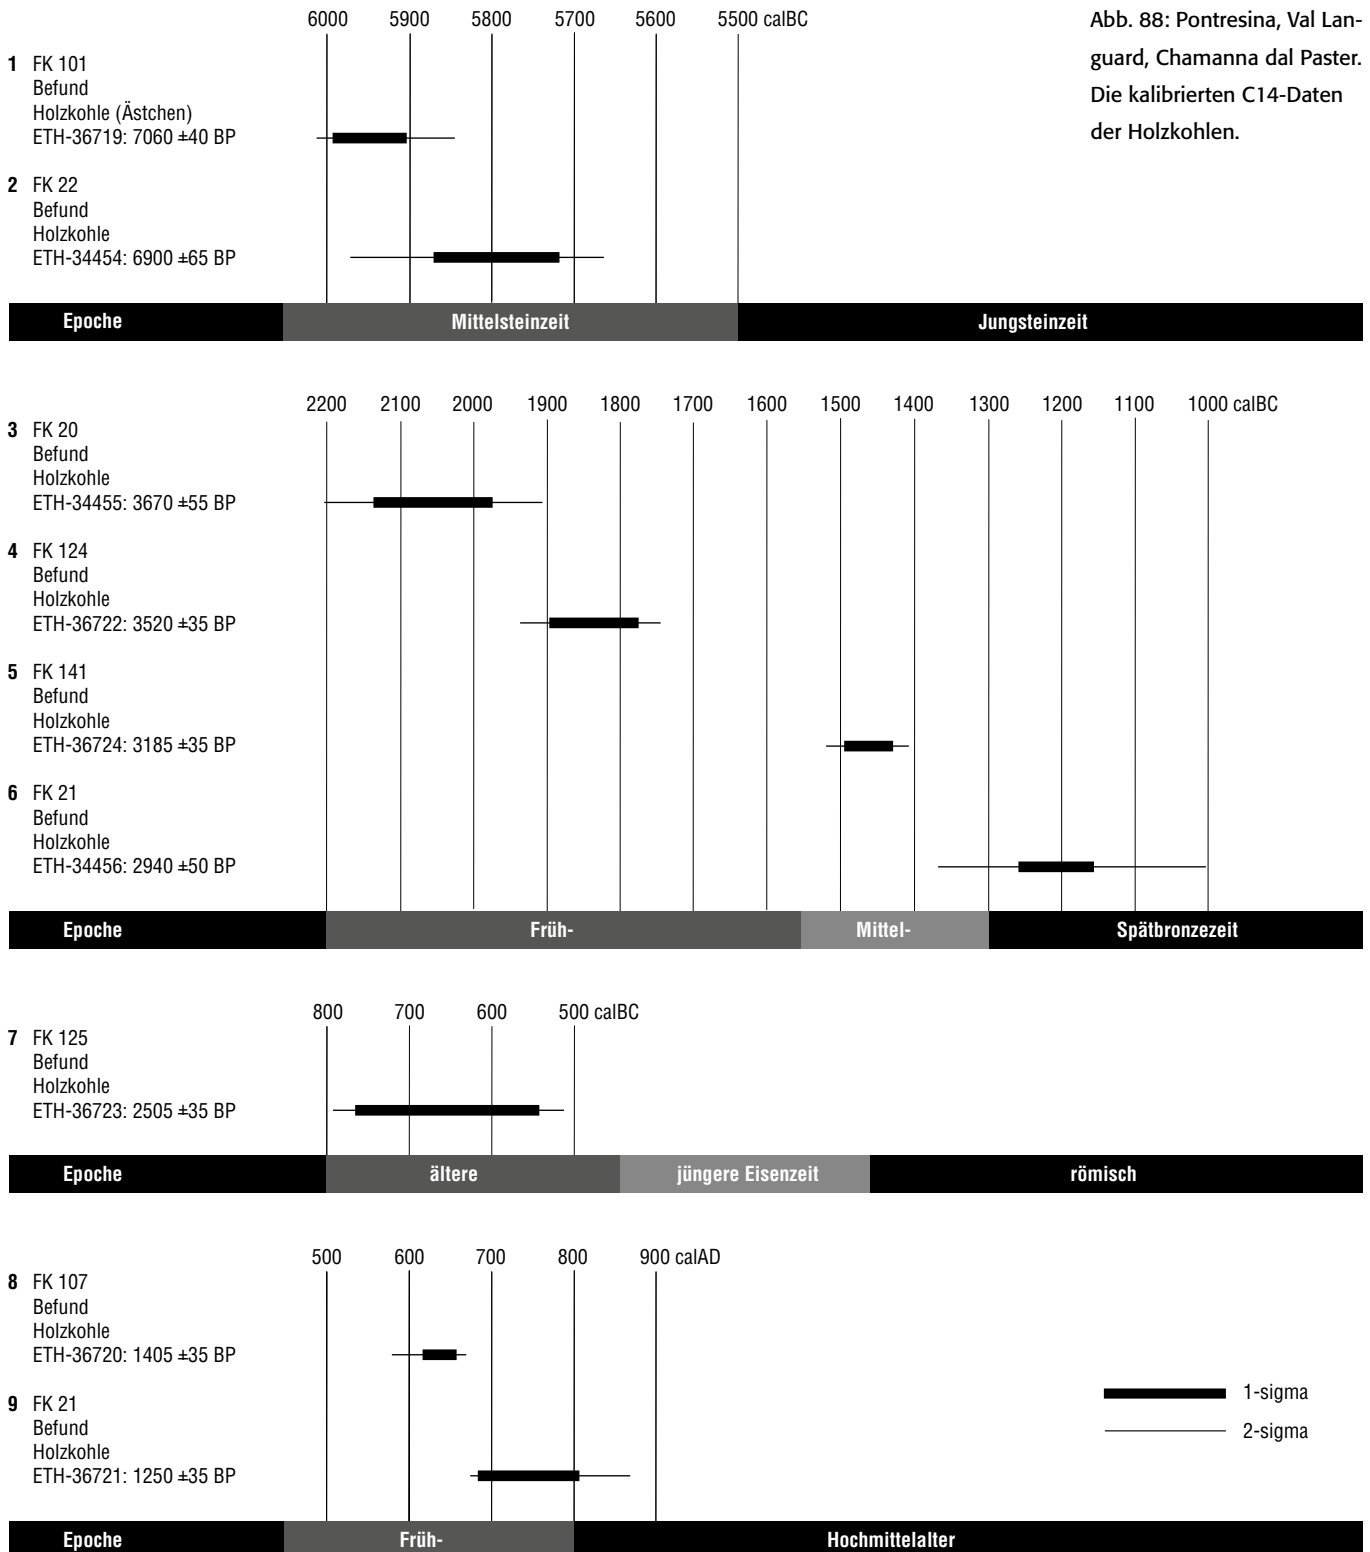 6000 5900 5800 5700 5600 5500 calBC
Abb. 88: Pontresina, Val Lan-
guard, Chamanna dal Paster.
Die kalibrierten C14-Daten
der Holzkohlen.
1 FK 101
Befund
Holzkohle (Ästchen)
ETH-36719: 7060 ±40 BP
2 FK 22
Befund
Holzkohle
ETH-34454: 6900 ±65 BP
Epoche Mittelsteinzeit Jungsteinzeit
2200 2100 2000 1900 1800 1700 1600 1500 1400 1300 1200 1100 1000 calBC
3 FK 20
Befund
Holzkohle
ETH-34455: 3670 ±55 BP
4 FK 124
Befund
Holzkohle
ETH-36722: 3520 ±35 BP
5 FK 141
Befund
Holzkohle
ETH-36724: 3185 ±35 BP
6 FK 21
Befund
Holzkohle
ETH-34456: 2940 ±50 BP
Epoche Früh- Mittel- Spätbronzezeit
800 700 600 500 calBC
7 FK 125
Befund
Holzkohle
ETH-36723: 2505 ±35 BP
Epoche ältere jüngere Eisenzeit römisch
500 600 700 800 900 calAD
8 FK 107
Befund
Holzkohle
ETH-36720: 1405 ±35 BP
9 FK 21
Befund
Holzkohle
ETH-36721: 1250 ±35 BP
1-sigma
2-sigma
Epoche Früh- Hochmittelalter